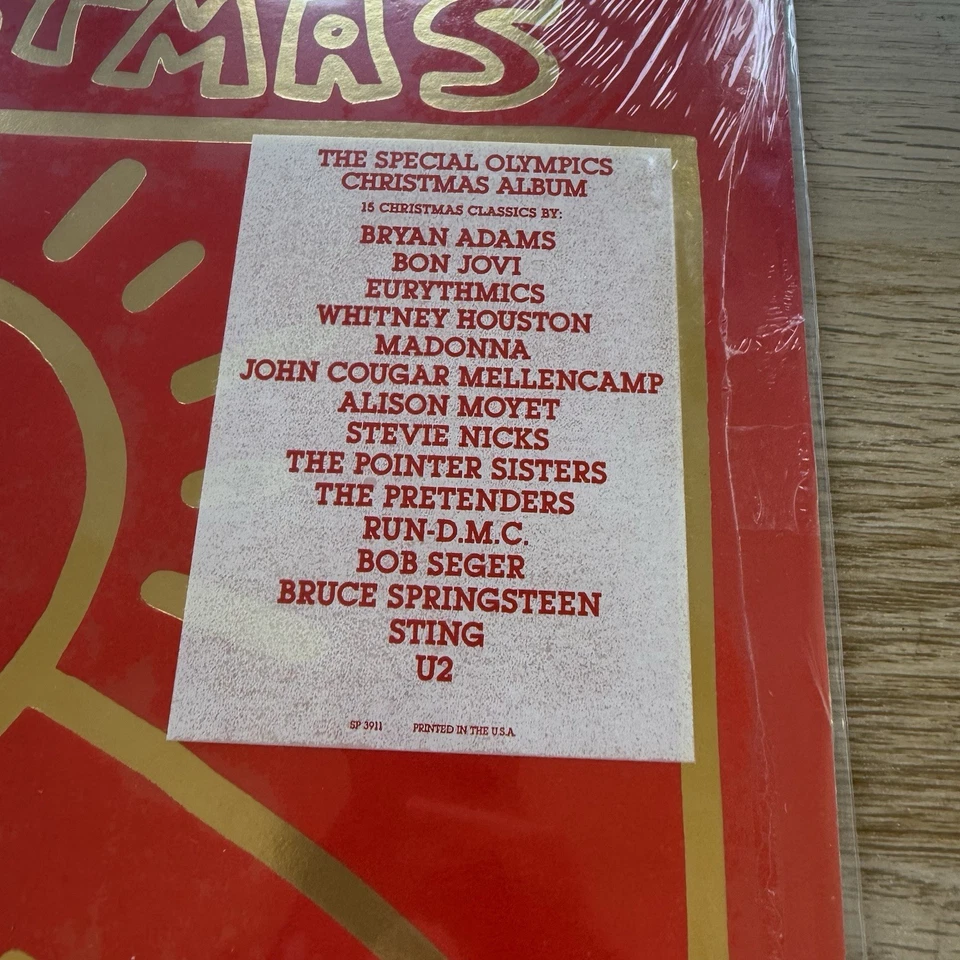 STMAS
THE SPECIAL OLYMPICS
CHRISTMAS ALBUM
15 CHRISTMAS CLASSICS BY:
BRYAN ADAMS
BON JOVI
EURYTHMICS
WHITNEY HOUSTON
MADONNA
JOHN COUGAR MELLENCAMP
ALISON MOYET
STEVIE NICKS
THE POINTER SISTERS
THE PRETENDERS
RUN-D.M.C.
BOB SEGER
BRUCE SPRINGSTEEN
STING
U2
SP 3911 PRINTED IN THE U.S.A.